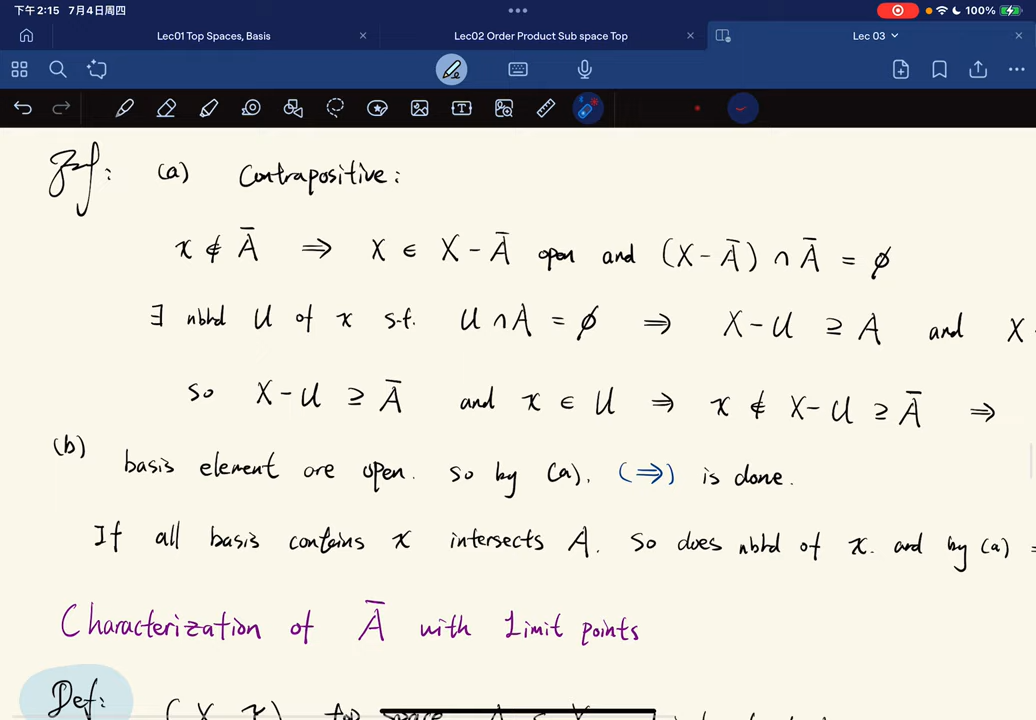 下午2:15 7月4日周四
100%
Lec01 Top Spaces, Basis
Lec02 Order Product Sub space Top
Lec 03
Prf: (a) Contrapositive:
x ∉ Ā ⇒ X ∈ X - Ā open and (X - Ā) ∩ Ā = ∅
∃ nbhd U of x s.t. U ∩ A = ∅ ⇒ X - U ≥ A and X
so X - U ≥ Ā and x ∈ U ⇒ x ∉ X - U ≥ Ā ⇒
(b) basis element are open. so by (a), (⇒) is done.
If all basis contains x intersects A. so does nbhd of x. and by (a) =
Characterization of Ā with Limit points
Def: (X, τ) top space